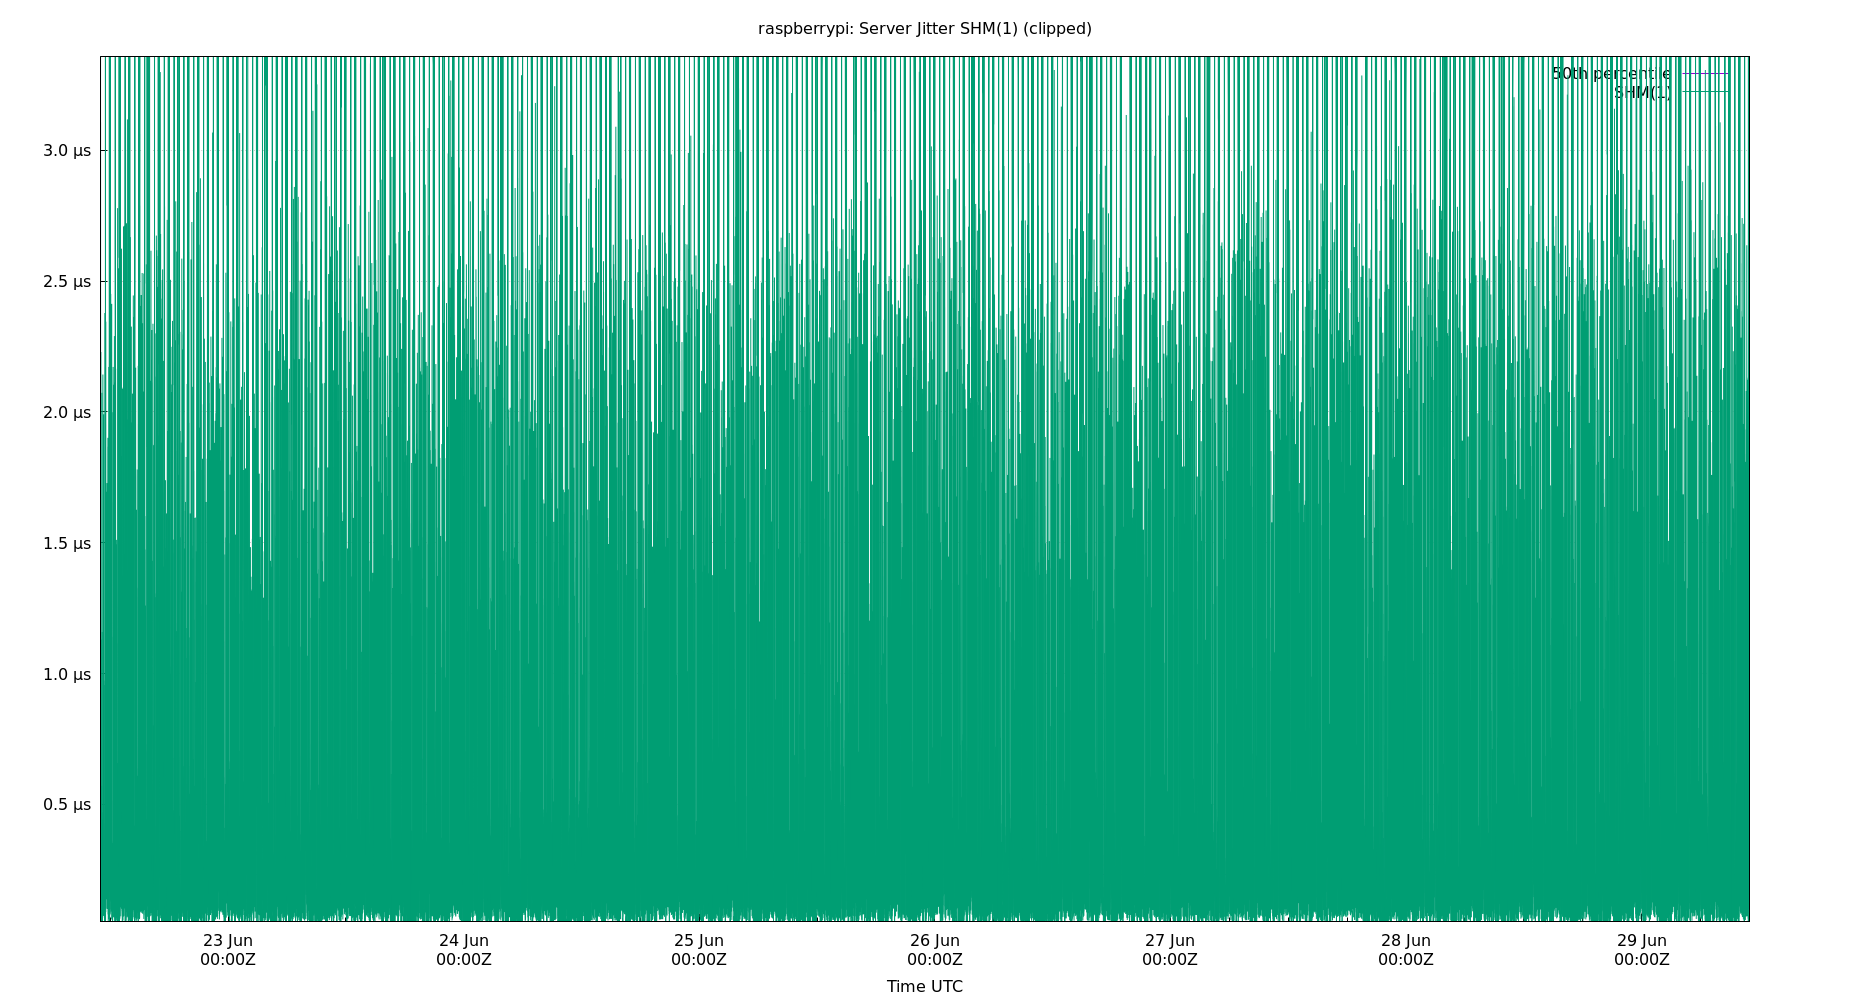 raspberrypi: Server Jitter SHM(1) (clipped)
50th percentile
SHM(1)
3.0 µs
2.5 µs
2.0 µs
1.5 µs
1.0 µs
0.5 µs
23 Jun 24 Jun 25 Jun 26 Jun 27 Jun 28 Jun 29 Jun
00:00Z 00:00Z 00:00Z 00:00Z 00:00Z 00:00Z 00:00Z
Time UTC